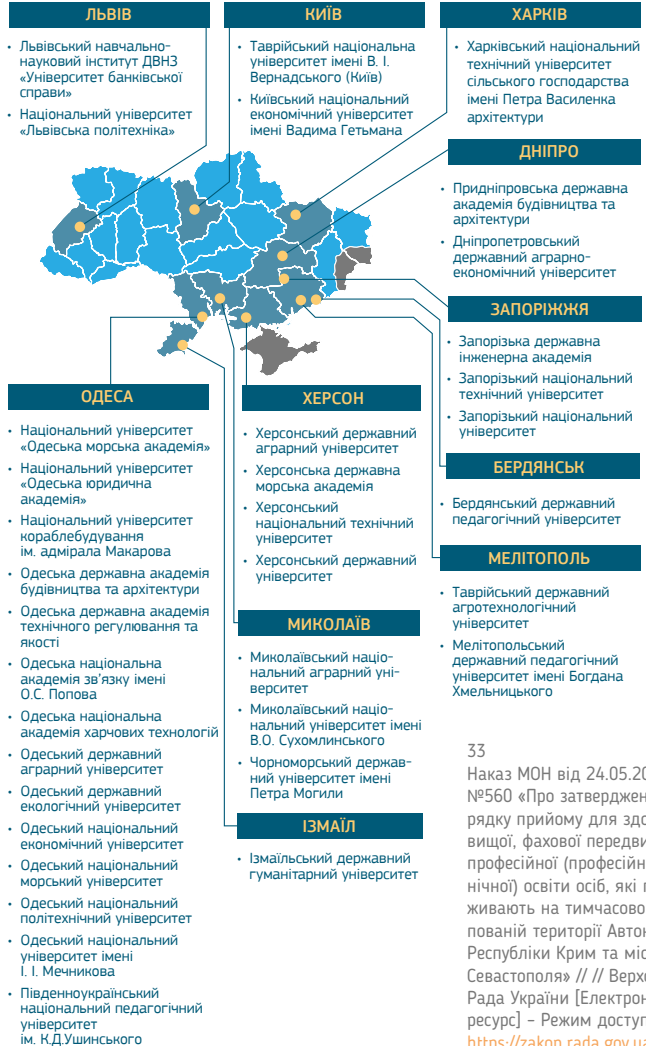 ЛЬВІВ
• Львівський навчально-
науковий інститут ДВНЗ
«Університет банківської
справи»
• Національний університет
«Львівська політехніка»
КИЇВ
• Таврійський національна
університет імені В. І.
Вернадського (Київ)
• Київський національний
економічний університет
імені Вадима Гетьмана
ХАРКІВ
• Харківський національний
технічний університет
сільського господарства
імені Петра Василенка
архітектури
ДНІПРО
• Придніпровська державна
академія будівництва та
архітектури
• Дніпропетровський
державний аграрно-
економічний університет
ЗАПОРІЖЖЯ
• Запорізька державна
інженерна академія
• Запорізький національний
технічний університет
• Запорізький національний
університет
БЕРДЯНСЬК
• Бердянський державний
педагогічний університет
МЕЛІТОПОЛЬ
• Таврійський державний
агротехнологічний
університет
• Мелітопольський
державний педагогічний
університет імені Богдана
Хмельницького
ОДЕСА
• Національний університет
«Одеська морська академія»
• Національний університет
«Одеська юридична
академія»
• Національний університет
кораблебудування
ім. адмірала Макарова
• Одеська державна академія
будівництва та архітектури
• Одеська державна академія
технічного регулювання та
якості
• Одеська національна
академія зв’язку імені
О.С. Попова
• Одеська національна
академія харчових технологій
• Одеський державний
аграрний університет
• Одеський державний
екологічний університет
• Одеський національний
економічний університет
• Одеський національний
морський університет
• Одеський національний
політехнічний університет
• Одеський національний
університет імені
І. І. Мечникова
• Південноукраїнський
національний педагогічний
університет
ім. К.Д.Ушинського
ХЕРСОН
• Херсонський державний
аграрний університет
• Херсонська державна
морська академія
• Херсонський
національний технічний
університет
• Херсонський державний
університет
МИКОЛАЇВ
• Миколаївський націо-
нальний аграрний уні-
верситет
• Миколаївський націо-
нальний університет імені
В.О. Сухомлинського
• Чорноморський держав-
ний університет імені
Петра Могили
ІЗМАЇЛ
• Ізмаїльський державний
гуманітарний університет
33
Наказ МОН від 24.05.20
№560 «Про затверджен
рядку прийому для здо
вищої, фахової передви
професійної (професійн
нічної) освіти осіб, які п
живають на тимчасово
пованій території Авто
Республіки Крим та міс
Севастополя» // // Верхо
Рада України [Електрон
ресурс] – Режим досту
https://zakon.rada.gov.ua